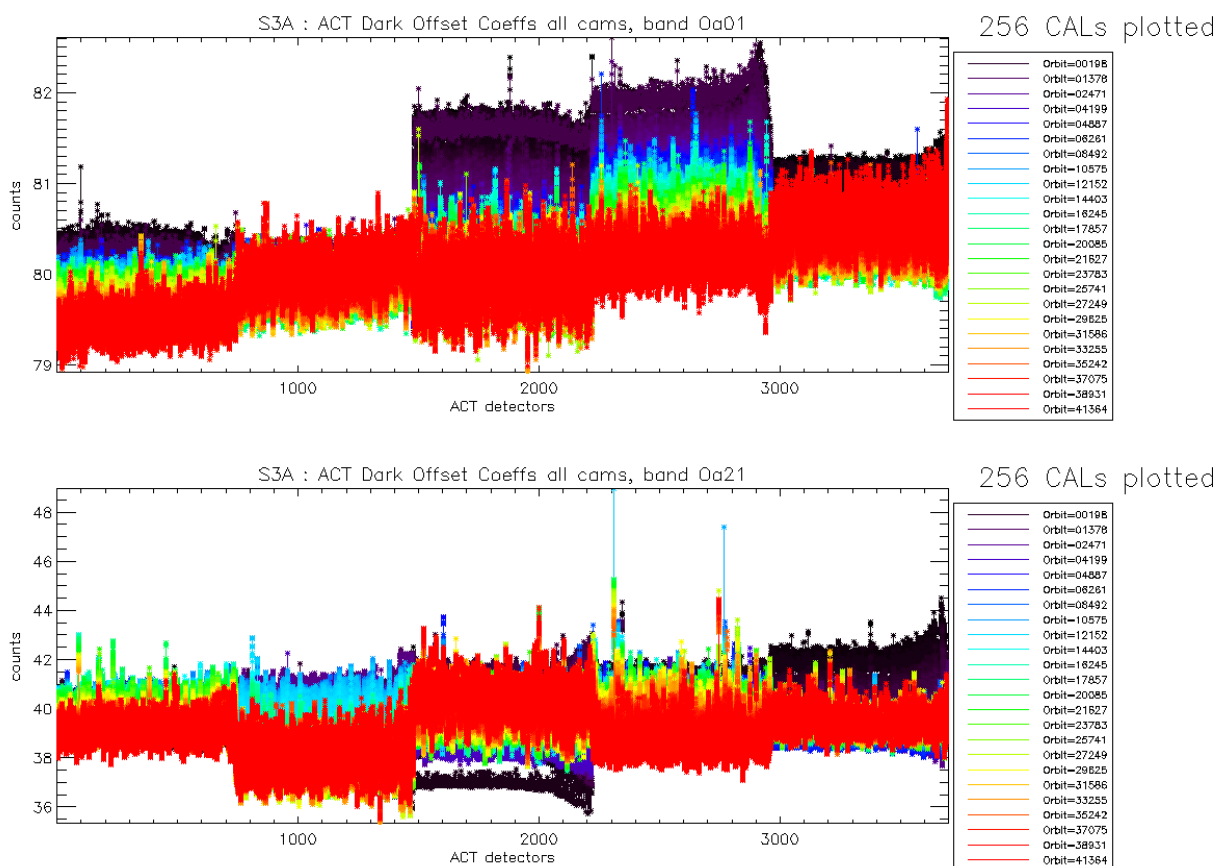 S3A : ACT Dark Offset Coeffs all cams, band Oa01
256 CALs plotted
counts
82
81
80
79
1000
2000
3000
ACT detectors
Orbit=00198
Orbit=01376
Orbit=02471
Orbit=04199
Orbit=04887
Orbit=06261
Orbit=08492
Orbit=10575
Orbit=12152
Orbit=14403
Orbit=16245
Orbit=17857
Orbit=20085
Orbit=21627
Orbit=23783
Orbit=25741
Orbit=27249
Orbit=29625
Orbit=31586
Orbit=33255
Orbit=35242
Orbit=37075
Orbit=38931
Orbit=41364
S3A : ACT Dark Offset Coeffs all cams, band Oa21
256 CALs plotted
counts
48
46
44
42
40
38
36
1000
2000
3000
ACT detectors
Orbit=00198
Orbit=01376
Orbit=02471
Orbit=04199
Orbit=04887
Orbit=06261
Orbit=08492
Orbit=10575
Orbit=12152
Orbit=14403
Orbit=16245
Orbit=17857
Orbit=20085
Orbit=21627
Orbit=23783
Orbit=25741
Orbit=27249
Orbit=29625
Orbit=31586
Orbit=33255
Orbit=35242
Orbit=37075
Orbit=38931
Orbit=41364